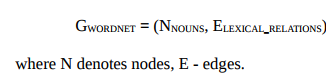 GWORDNET = (NNOUNS, ELEXICAL_RELATIONS)
where N denotes nodes, E - edges.